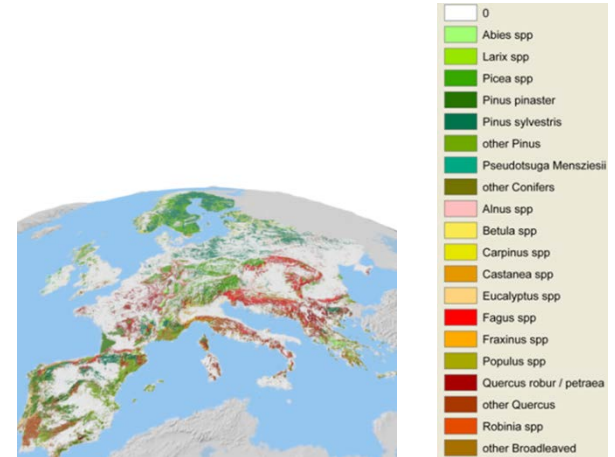 0
Abies spp
Larix spp
Picea spp
Pinus pinaster
Pinus sylvestris
other Pinus
Pseudotsuga Mensziesii
other Conifers
Alnus spp
Betula spp
Carpinus spp
Castanea spp
Eucalyptus spp
Fagus spp
Fraxinus spp
Populus spp
Quercus robur / petraea
other Quercus
Robinia spp
other Broadleaved